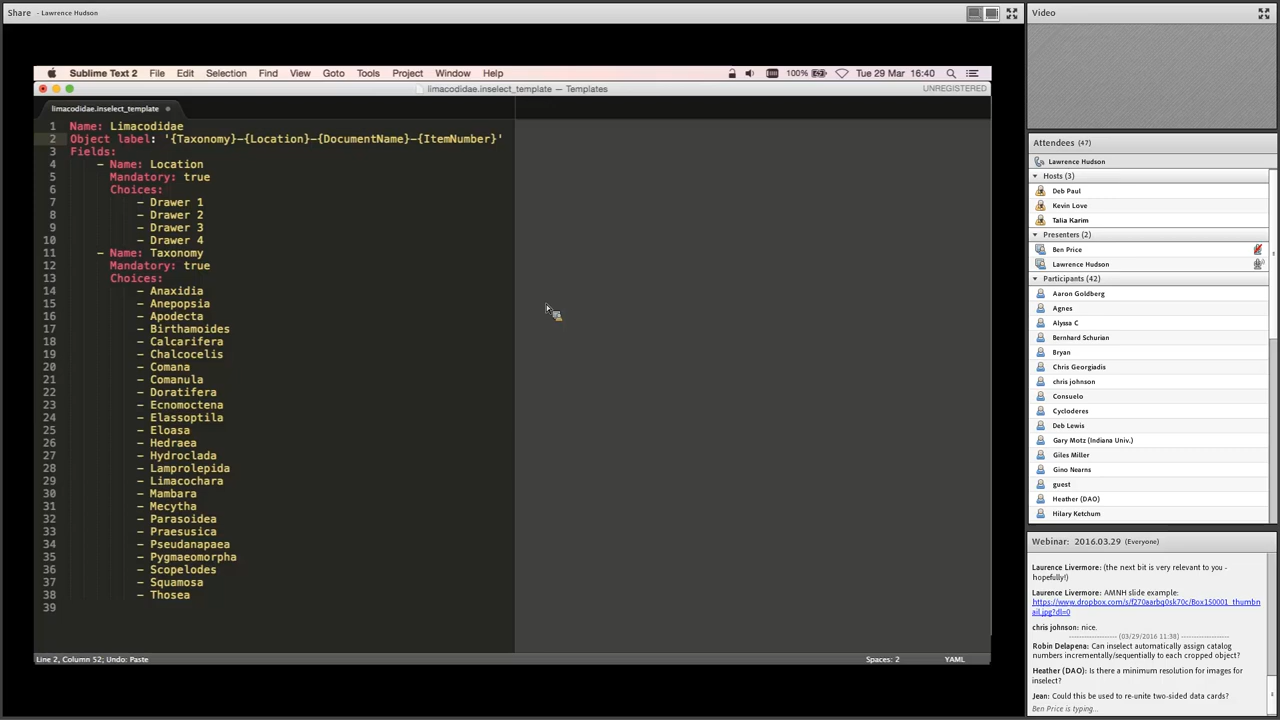 Share - Lawrence Hudson
Sublime Text 2 File Edit Selection Find View Goto Tools Project Window Help 100% Tue 29 Mar 16:40
limacodidae.inselect_template — Templates UNREGISTERED
limacodidae.inselect_template
1 Name: Limacodidae
2 Object label: '{Taxonomy}-{Location}-{DocumentName}-{ItemNumber}'
3 Fields:
4 - Name: Location
5 Mandatory: true
6 Choices:
7 - Drawer 1
8 - Drawer 2
9 - Drawer 3
10 - Drawer 4
11 - Name: Taxonomy
12 Mandatory: true
13 Choices:
14 - Anaxidia
15 - Anepopsia
16 - Apodecta
17 - Birthamoides
18 - Calcarifera
19 - Chalcocelis
20 - Comana
21 - Comanula
22 - Doratifera
23 - Ecnomoctena
24 - Elassoptila
25 - Eloasa
26 - Hedraea
27 - Hydroclada
28 - Lamprolepida
29 - Limacochara
30 - Mambara
31 - Mecytha
32 - Parasoidea
33 - Praesusica
34 - Pseudanapaea
35 - Pygmaeomorpha
36 - Scopelodes
37 - Squamosa
38 - Thosea
39
Line 2, Column 52; Undo: Paste Spaces: 2 YAML
Video
Attendees (47)
Lawrence Hudson
Hosts (3)
Deb Paul
Kevin Love
Talia Karim
Presenters (2)
Ben Price
Lawrence Hudson
Participants (42)
Aaron Goldberg
Agnes
Alyssa C
Bernhard Schurian
Bryan
Chris Georgiadis
chris johnson
Consuelo
Cycloderes
Deb Lewis
Gary Motz (Indiana Univ.)
Giles Miller
Gino Nearns
guest
Heather (DAO)
Hilary Ketchum
Webinar: 2016.03.29 (Everyone)
Laurence Livermore: (the next bit is very relevant to you -
hopefully!)
Laurence Livermore: AMNH slide example:
https://www.dropbox.com/s/f270aarbq0sk70c/Box150001_thumbn
ail.jpg?dl=0
chris johnson: nice.
(03/29/2016 11:38)
Robin Delapena: Can inselect automatically assign catalog
numbers incrementally/sequentially to each cropped object?
Heather (DAO): Is there a minimum resolution for images for
inselect?
Jean: Could this be used to re-unite two-sided data cards?
Ben Price is typing...